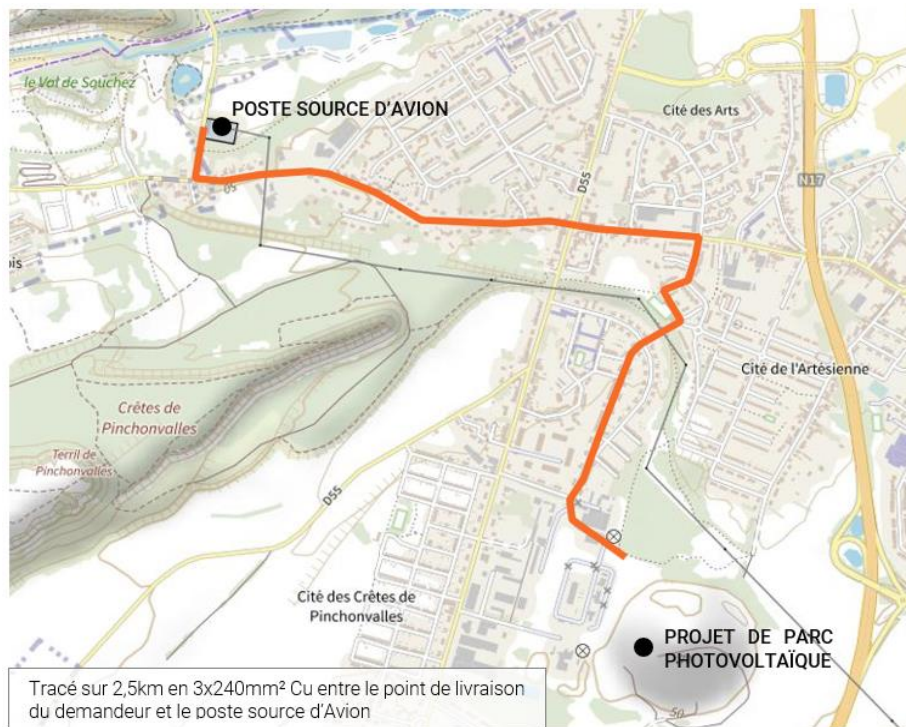 le Val de Souchez
POSTE SOURCE D'AVION
Cité des Arts
D55
N17
ois
Cité de l'Artésienne
Crêtes de
Pinchonvalles
Terril de
Pinchonvalles
D55
Cité des Crêtes de
Pinchonvalles
PROJET DE PARC
PHOTOVOLTAÏQUE
50
Tracé sur 2,5km en 3x240mm² Cu entre le point de livraison
du demandeur et le poste source d'Avion